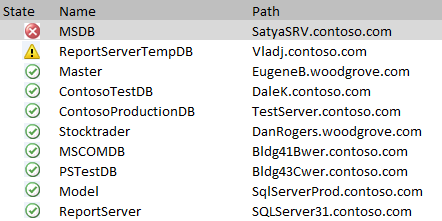 State Name Path
MSDB SatyaSRV.contoso.com
ReportServerTempDB Vladj.contoso.com
Master EugeneB.woodgrove.com
ContosoTestDB DaleK.contoso.com
ContosoProductionDB TestServer.contoso.com
Stocktrader DanRogers.woodgrove.com
MSCOMDB Bldg41Bwer.contoso.com
PSTestDB Bldg43Cwer.contoso.com
Model SqlServerProd.contoso.com
ReportServer SQLServer31.contoso.com